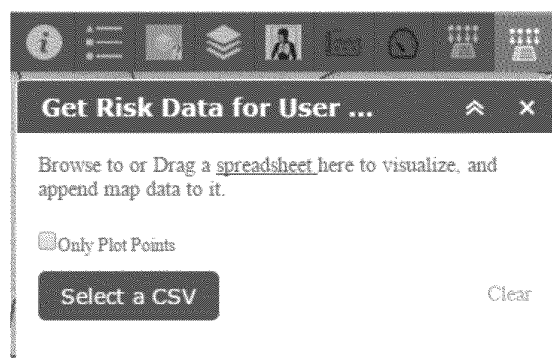 Get Risk Data for User ...
Browse to or Drag a spreadsheet here to visualize, and
append map data to it.
Only Plot Points
Select a CSV
Clear